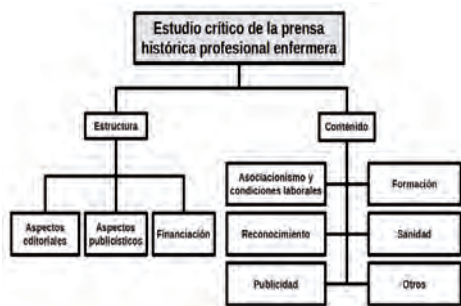 Estudio crítico de la prensa
histórica profesional enfermera
Estructura
Contenido
Asociacionismo y
condiciones laborales
Formación
Aspectos
editoriales
Aspectos
publicísticos
Financiación
Reconocimiento
Sanidad
Publicidad
Otros